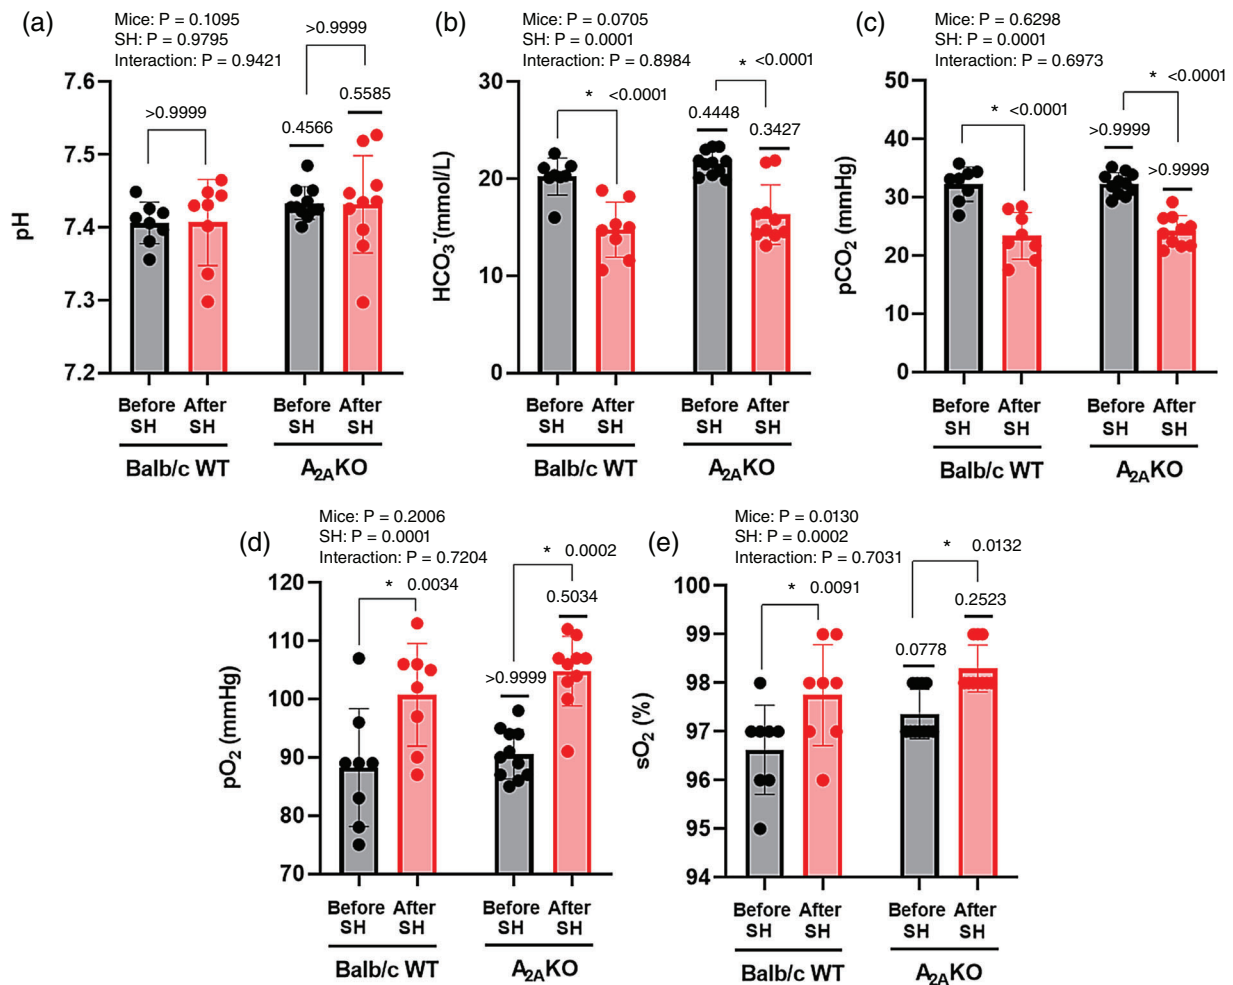 (a)
Mice: P = 0.1095
SH: P = 0.9795
Interaction: P = 0.9421
>0.9999
>0.9999
0.4566
0.5585
pH
7.6
7.5
7.4
7.3
7.2
Before SH
After SH
Before SH
After SH
Balb/c WT
A2AKO
(b)
Mice: P = 0.0705
SH: P = 0.0001
Interaction: P = 0.8984
* <0.0001
* <0.0001
0.4448
0.3427
HCO3-(mmol/L)
30
20
10
0
Before SH
After SH
Before SH
After SH
Balb/c WT
A2AKO
(c)
Mice: P = 0.6298
SH: P = 0.0001
Interaction: P = 0.6973
* <0.0001
* <0.0001
>0.9999
>0.9999
pCO2 (mmHg)
50
40
30
20
10
0
Before SH
After SH
Before SH
After SH
Balb/c WT
A2AKO
(d)
Mice: P = 0.2006
SH: P = 0.0001
Interaction: P = 0.7204
* 0.0034
* 0.0002
>0.9999
0.5034
pO2 (mmHg)
120
110
100
90
80
70
Before SH
After SH
Before SH
After SH
Balb/c WT
A2AKO
(e)
Mice: P = 0.0130
SH: P = 0.0002
Interaction: P = 0.7031
* 0.0091
* 0.0132
0.0778
0.2523
sO2 (%)
100
99
98
97
96
95
94
Before SH
After SH
Before SH
After SH
Balb/c WT
A2AKO